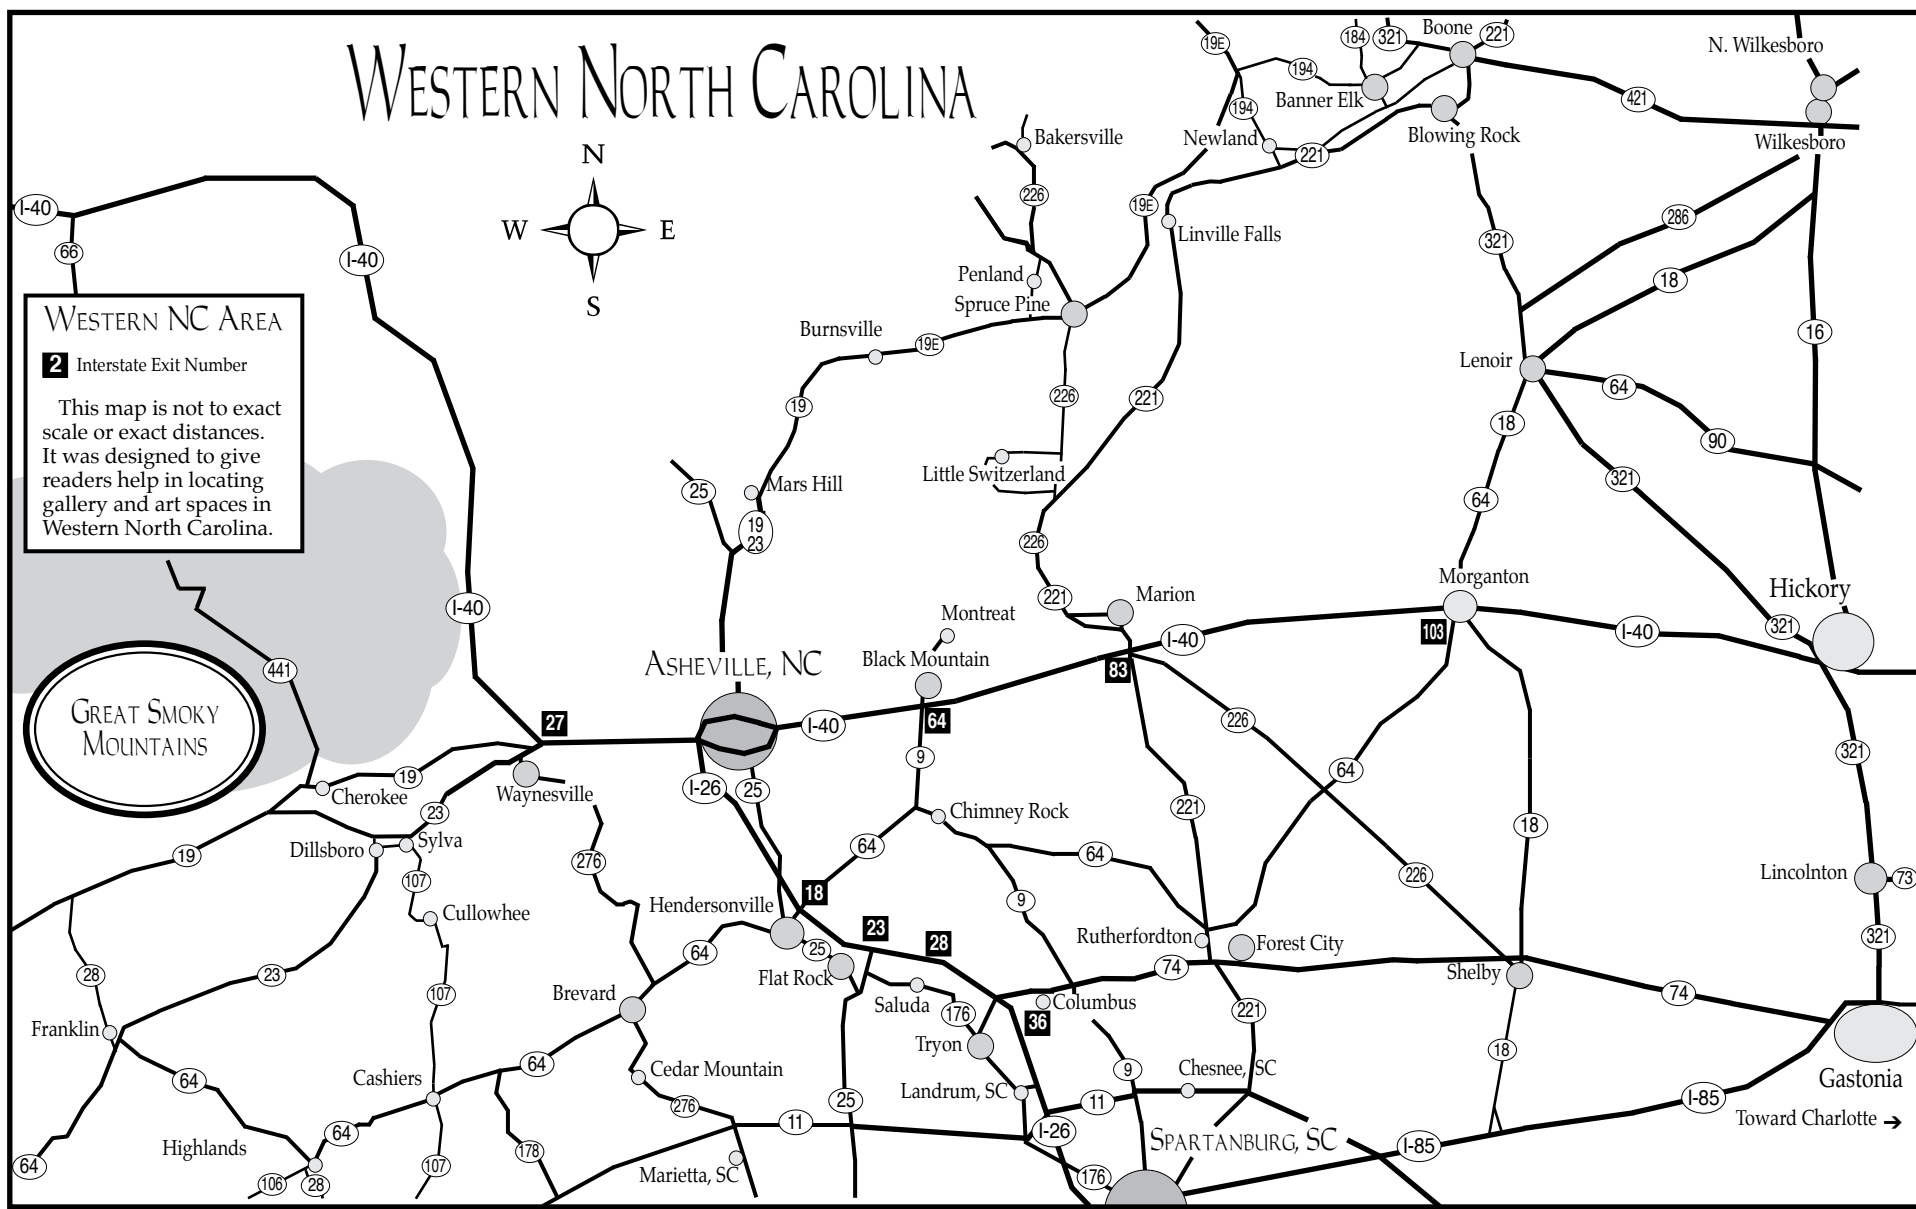 WESTERN NORTH CAROLINA
N
W E
S
WESTERN NC AREA
2 Interstate Exit Number
This map is not to exact
scale or exact distances.
It was designed to give
readers help in locating
gallery and art spaces in
Western North Carolina.
GREAT SMOKY
MOUNTAINS
I-40
66
I-40
I-40
441
19E
184
321
Boone
221
N. Wilkesboro
194
Banner Elk
194
421
Bakersville
Newland
221
Blowing Rock
Wilkesboro
226
19E
286
Linville Falls
321
Penland
18
Spruce Pine
Burnsville
19E
16
Lenoir
64
19
226
221
18
90
25
Mars Hill
Little Switzerland
321
64
19
23
226
Morganton
Hickory
221
Marion
Montreat
321
I-40
103
I-40
ASHEVILLE, NC
Black Mountain
83
27
I-40
64
226
321
9
64
Cherokee
19
Waynesville
I-26
25
23
Chimney Rock
221
18
Dillsboro
Sylva
19
276
64
64
226
Lincolnton
73
107
18
Hendersonville
Cullowhee
9
23
28
Rutherfordton
Forest City
321
64
25
28
23
Flat Rock
74
Shelby
107
Brevard
Saluda
Columbus
74
Franklin
176
36
221
Tryon
18
64
Cashiers
64
Cedar Mountain
9
Chesnee, SC
Gastonia
Landrum, SC
276
25
11
I-85
Toward Charlotte →
64
11
I-26
SPARTANBURG, SC
Highlands
178
I-85
64
107
Marietta, SC
176
106
28